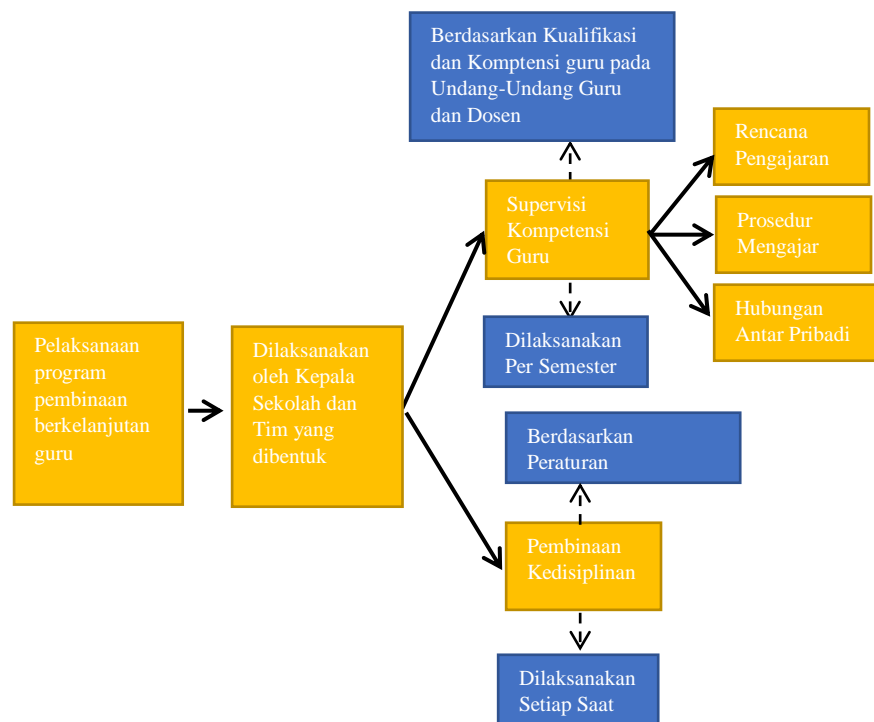 Berdasarkan Kualifikasi
dan Komptensi guru pada
Undang-Undang Guru
dan Dosen
Rencana
Pengajaran
Supervisi
Kompetensi
Guru
Prosedur
Mengajar
Hubungan
Antar Pribadi
Dilaksanakan
Per Semester
Pelaksanaan
program
pembinaan
berkelanjutan
guru
Dilaksanakan
oleh Kepala
Sekolah dan
Tim yang
dibentuk
Berdasarkan
Peraturan
Pembinaan
Kedisiplinan
Dilaksanakan
Setiap Saat